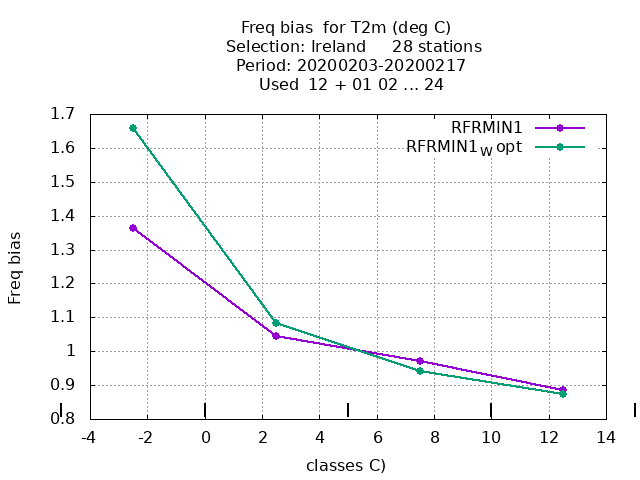 Freq bias  for T2m (deg C)
Selection: Ireland     28 stations
Period: 20200203-20200217
Used  12 + 01 02 ... 24
1.7
1.6
1.5
1.4
1.3
1.2
1.1
1
0.9
0.8
Freq bias
RFRMIN1
RFRMIN1W opt
-4 -2 0 2 4 6 8 10 12 14
classes C)